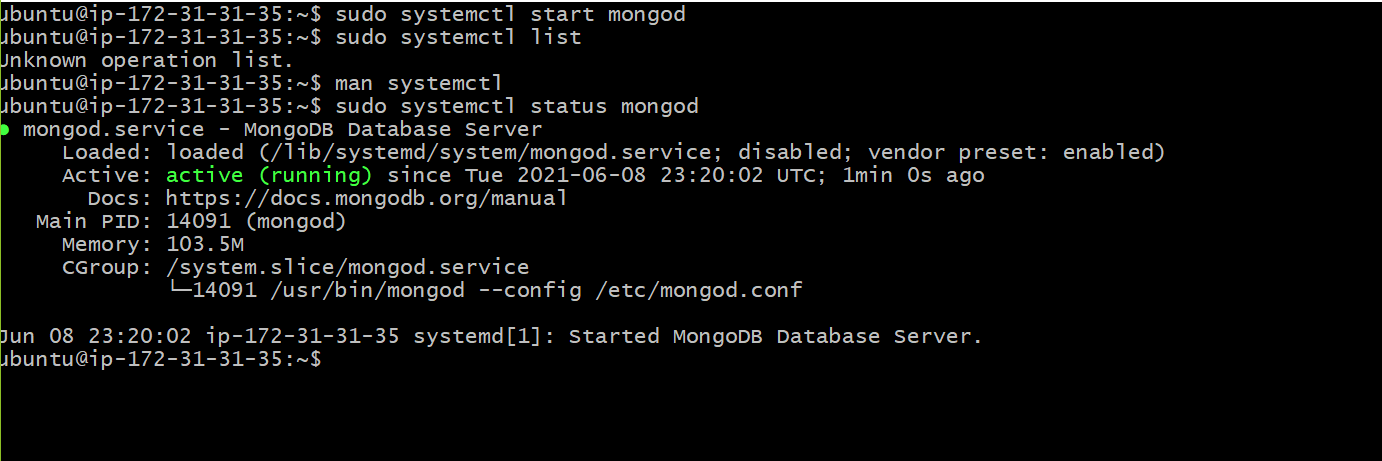 ubuntu@ip-172-31-31-35:~$ sudo systemctl start mongod
ubuntu@ip-172-31-31-35:~$ sudo systemctl list
Unknown operation list.
ubuntu@ip-172-31-31-35:~$ man systemctl
ubuntu@ip-172-31-31-35:~$ sudo systemctl status mongod
● mongod.service - MongoDB Database Server
     Loaded: loaded (/lib/systemd/system/mongod.service; disabled; vendor preset: enabled)
     Active: active (running) since Tue 2021-06-08 23:20:02 UTC; 1min 0s ago
       Docs: https://docs.mongodb.org/manual
   Main PID: 14091 (mongod)
     Memory: 103.5M
     CGroup: /system.slice/mongod.service
             └─14091 /usr/bin/mongod --config /etc/mongod.conf

Jun 08 23:20:02 ip-172-31-31-35 systemd[1]: Started MongoDB Database Server.
ubuntu@ip-172-31-31-35:~$